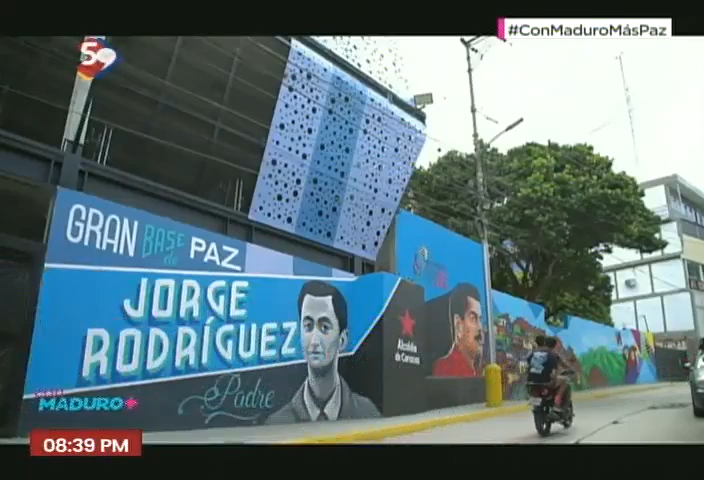 #ConMaduroMásPaz
GRAN BASE de PAZ
JORGE
RODRÍGUEZ
Padre
Alcaldía
de Caracas
MADURO+
08:39 PM